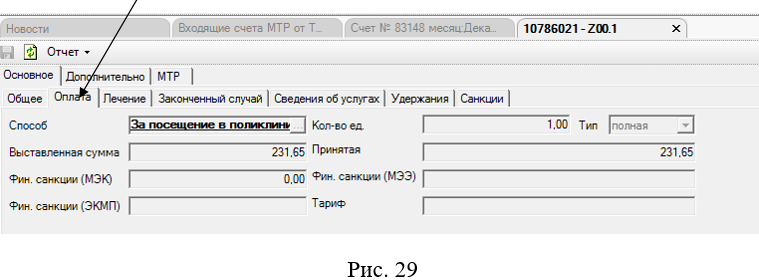 Новости Входящие счета МТР от Т... Счет № 83148 месяц:Дека... 10786021 - Z00.1 ×
Отчет
Основное Дополнительно МТР
Общее Оплата Лечение Законченный случай Сведения об услугах Удержания Санкции
Способ За посещение в поликлини ... Кол-во ед. 1,00 Тип полная
Выставленная сумма 231,65 Принятая 231,65
Фин. санкции (МЭК) 0,00 Фин. санкции (МЭЭ)
Фин. санкции (ЭКМП) Тариф
Рис. 29